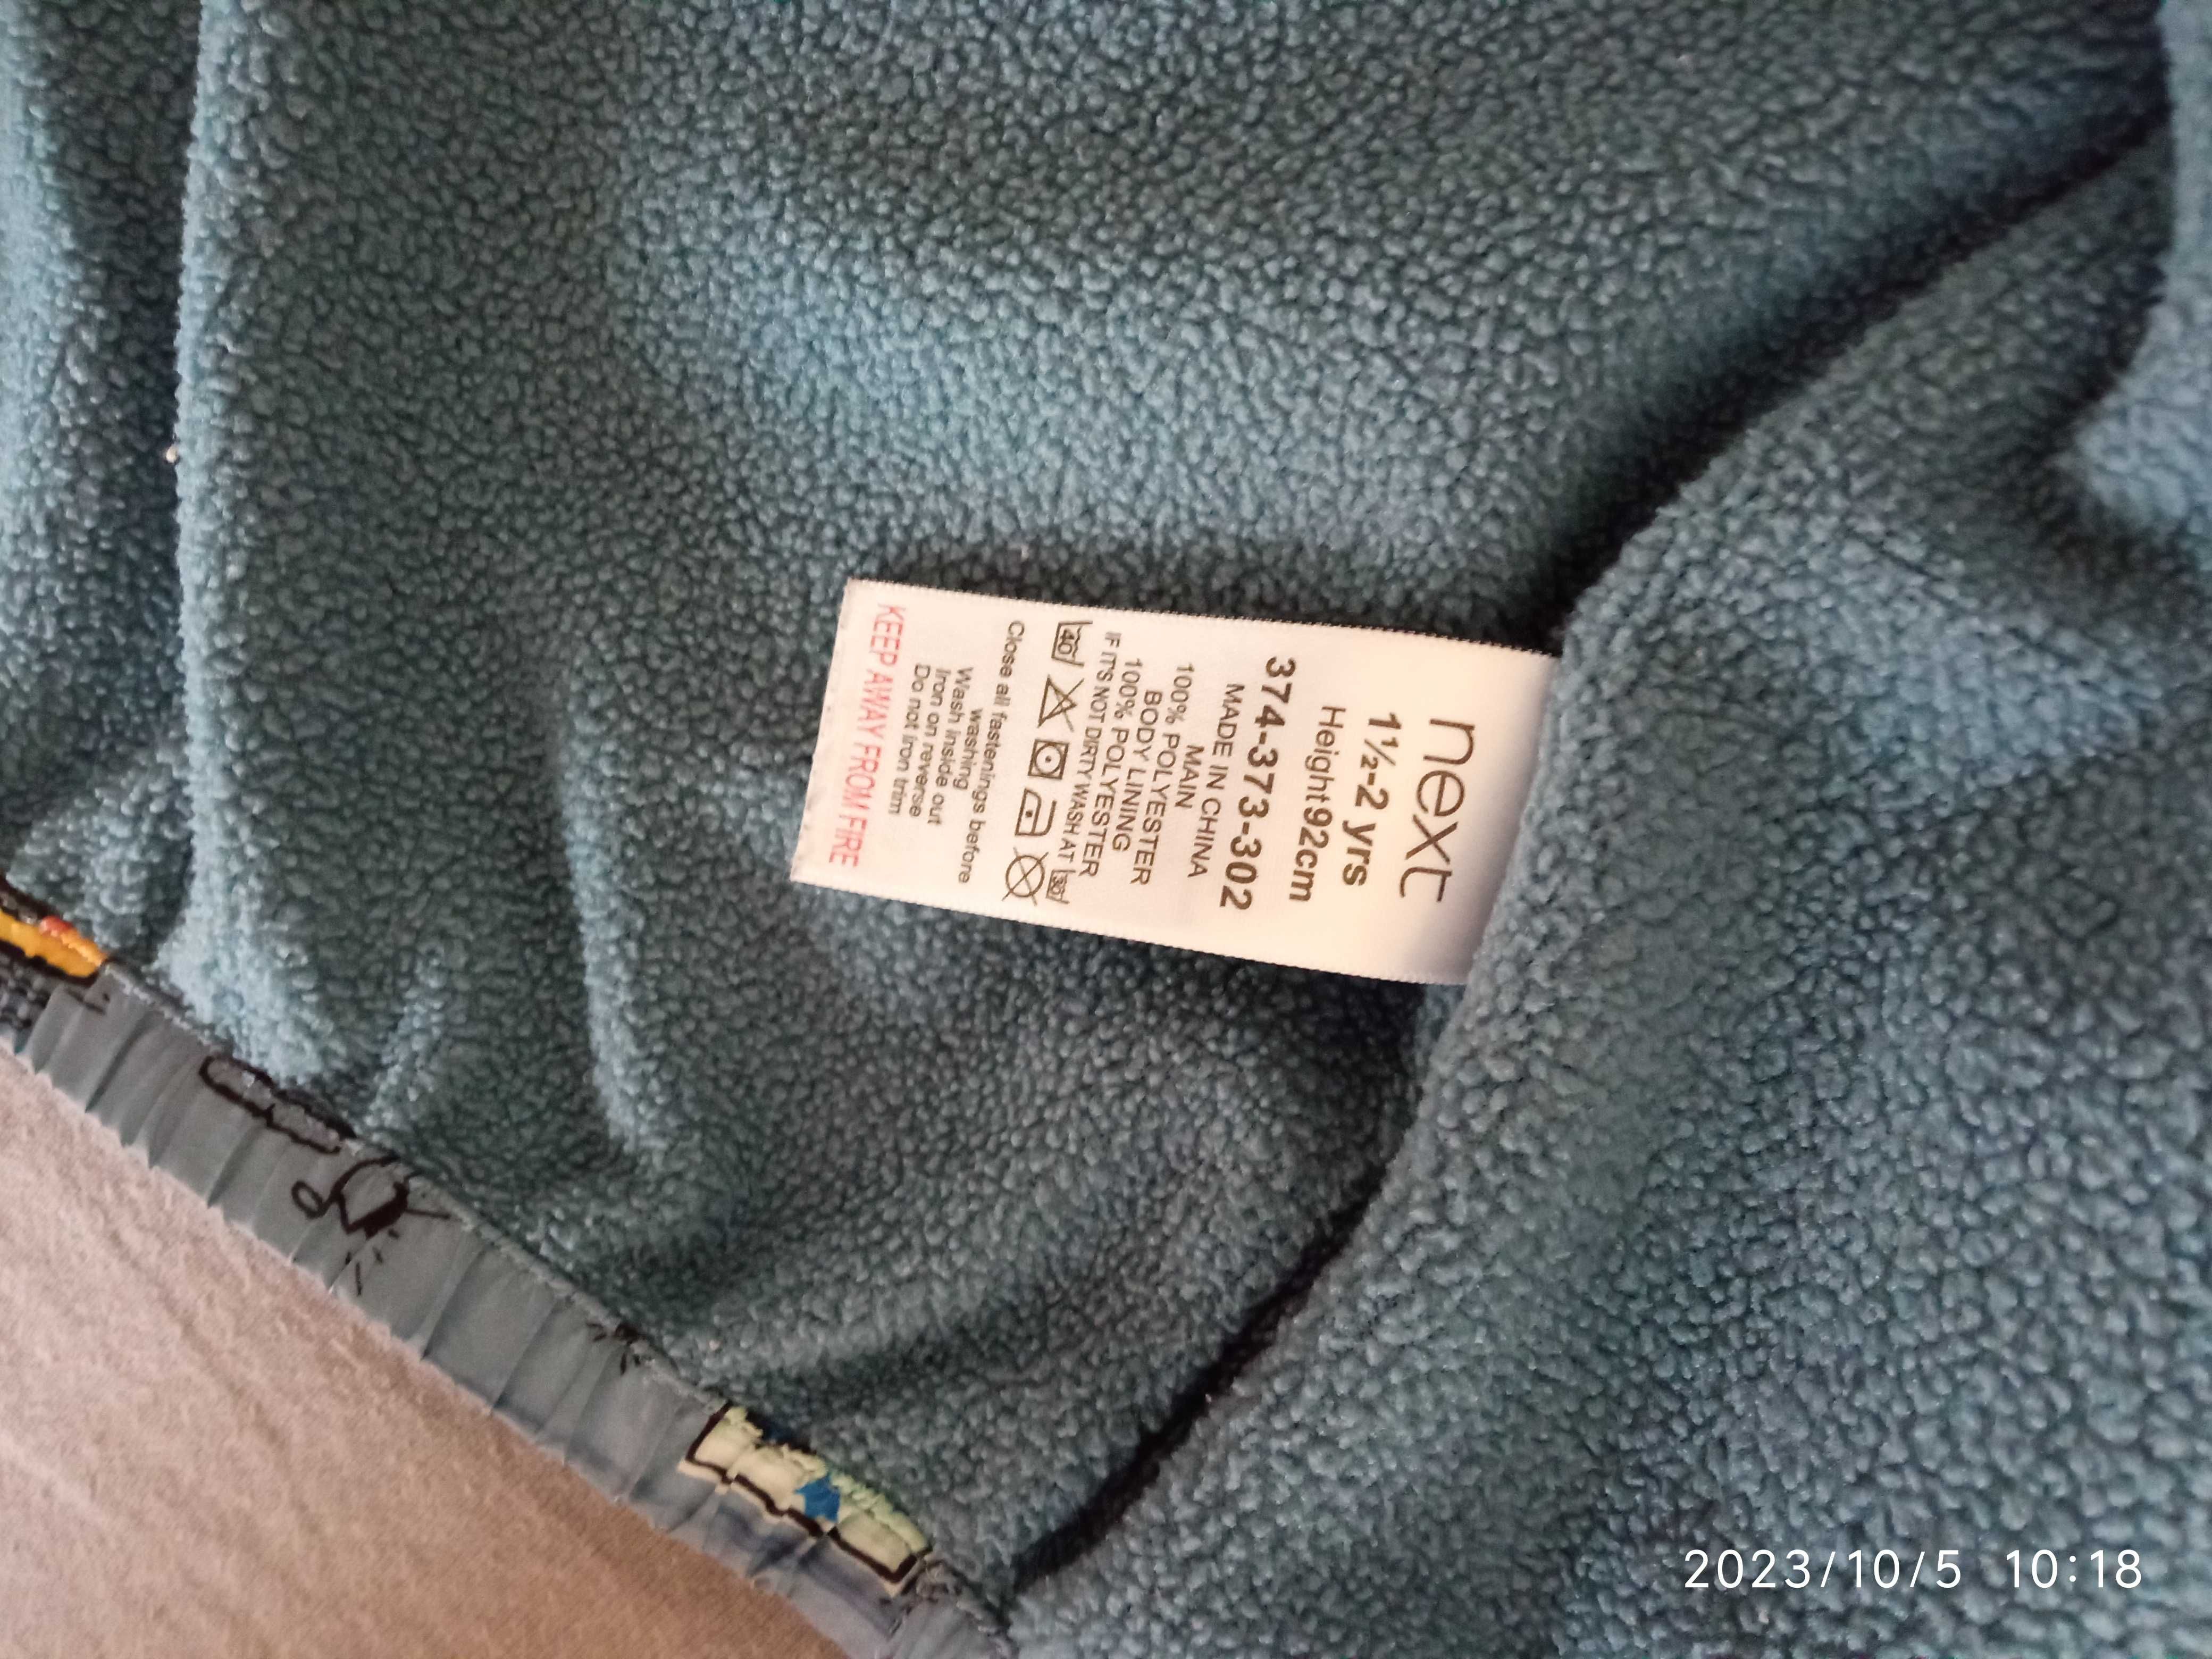 next
1½-2 yrs
Height 92cm
374-373-302
MADE IN CHINA
MAIN
100% POLYESTER
BODY LINING
100% POLYESTER
IF IT'S NOT DIRTY WASH AT 30
40
Close all fastenings before
washing
Wash inside out
Iron on reverse
Do not iron trim
KEEP AWAY FROM FIRE
2023/10/5 10:18